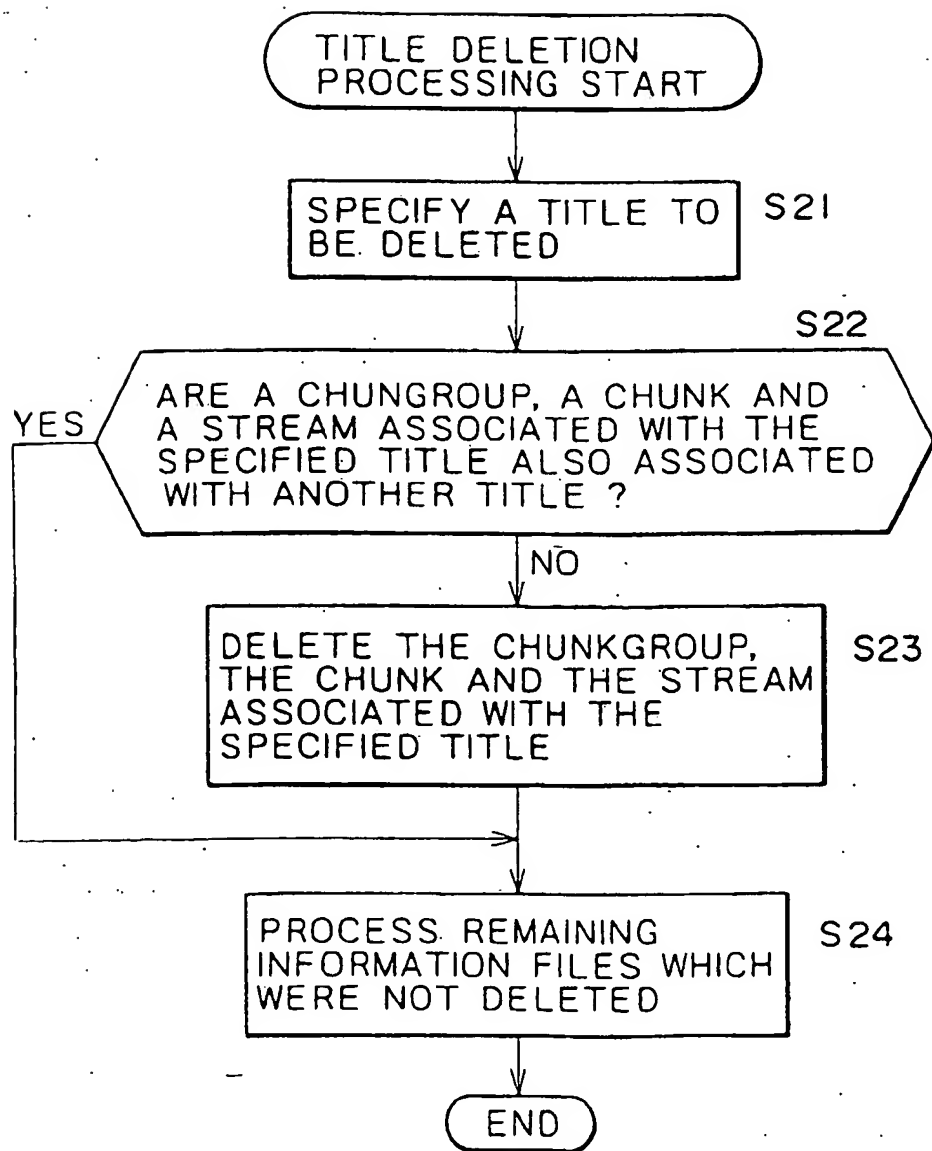 TITLE DELETION
PROCESSING START
SPECIFY A TITLE TO
BE DELETED
S21
S22
ARE A CHUNGROUP, A CHUNK AND
A STREAM ASSOCIATED WITH THE
SPECIFIED TITLE ALSO ASSOCIATED
WITH ANOTHER TITLE ?
YES
NO
DELETE THE CHUNKGROUP,
THE CHUNK AND THE STREAM
ASSOCIATED WITH THE
SPECIFIED TITLE
S23
PROCESS REMAINING
INFORMATION FILES WHICH
WERE NOT DELETED
S24
END